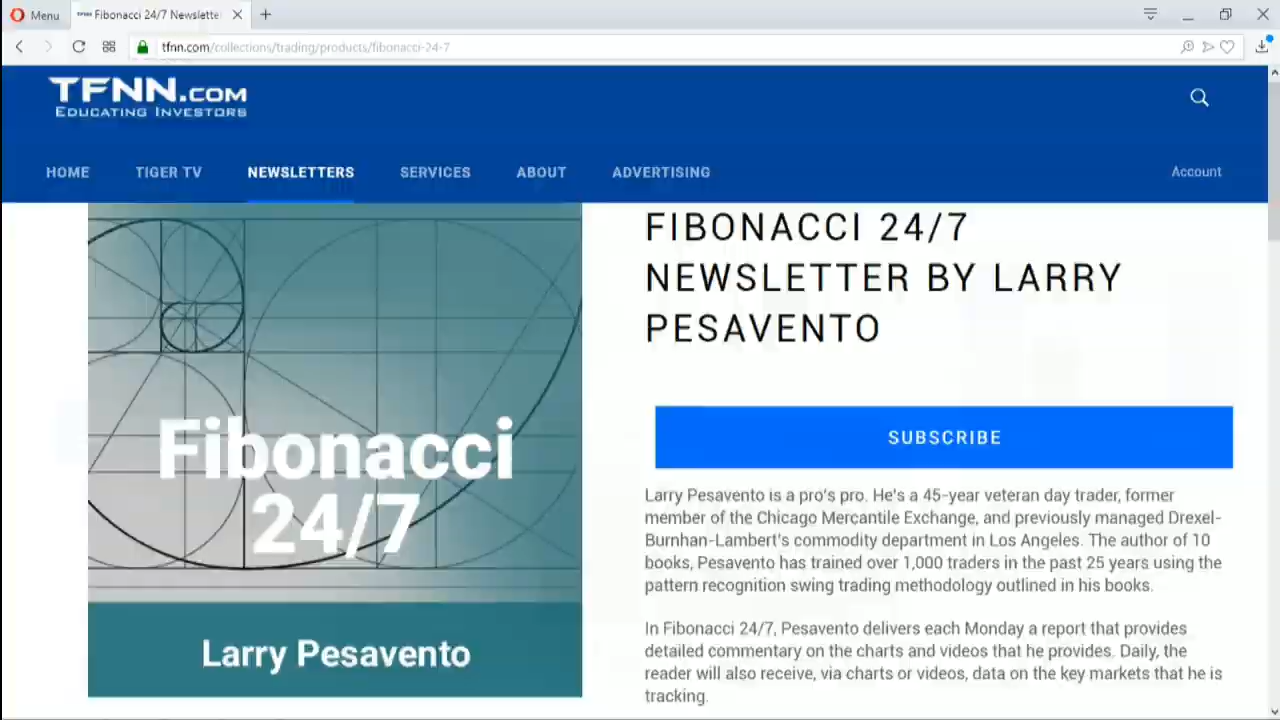 Menu
Fibonacci 24/7 Newslette
tfnn.com/collections/trading/products/fibonacci-24-7
TFNN.COM
EDUCATING INVESTORS
HOME TIGER TV NEWSLETTERS SERVICES ABOUT ADVERTISING Account
Fibonacci
24/7
Larry Pesavento
FIBONACCI 24/7
NEWSLETTER BY LARRY
PESAVENTO
SUBSCRIBE
Larry Pesavento is a pro's pro. He's a 45-year veteran day trader, former
member of the Chicago Mercantile Exchange, and previously managed Drexel-
Burnhan-Lambert's commodity department in Los Angeles. The author of 10
books, Pesavento has trained over 1,000 traders in the past 25 years using the
pattern recognition swing trading methodology outlined in his books.
In Fibonacci 24/7, Pesavento delivers each Monday a report that provides
detailed commentary on the charts and videos that he provides. Daily, the
reader will also receive, via charts or videos, data on the key markets that he is
tracking.